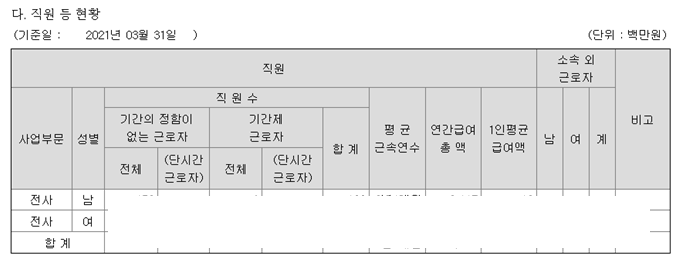 다. 직원 등 현황
(기준일 : 2021년 03월 31일 ) (단위 : 백만원)
직원 소속 외 근로자 비고
사업부문 성별 직 원 수 평 균 근속연수 연간급여 총 액 1인평균 급여액 남 여 계
기간의 정함이 없는 근로자 기간제 근로자 합 계
전체 (단시간 근로자) 전체 (단시간 근로자)
전사 남
전사 여
합 계